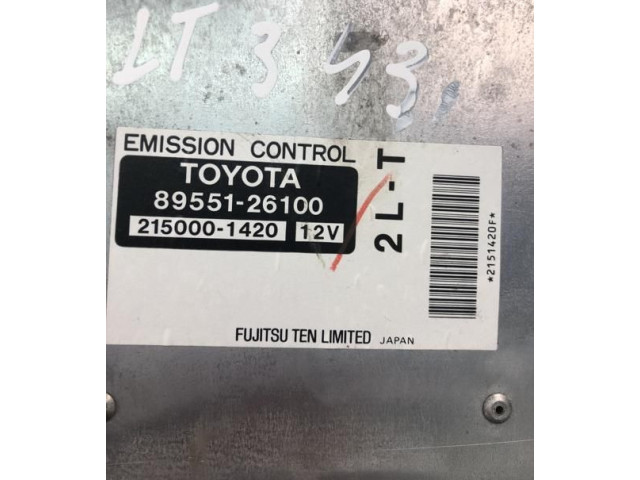 LT 343
EMISSION CONTROL
TOYOTA
89551-26100
215000-1420 12V
2L-T
*2151420F*
FUJITSU TEN LIMITED JAPAN